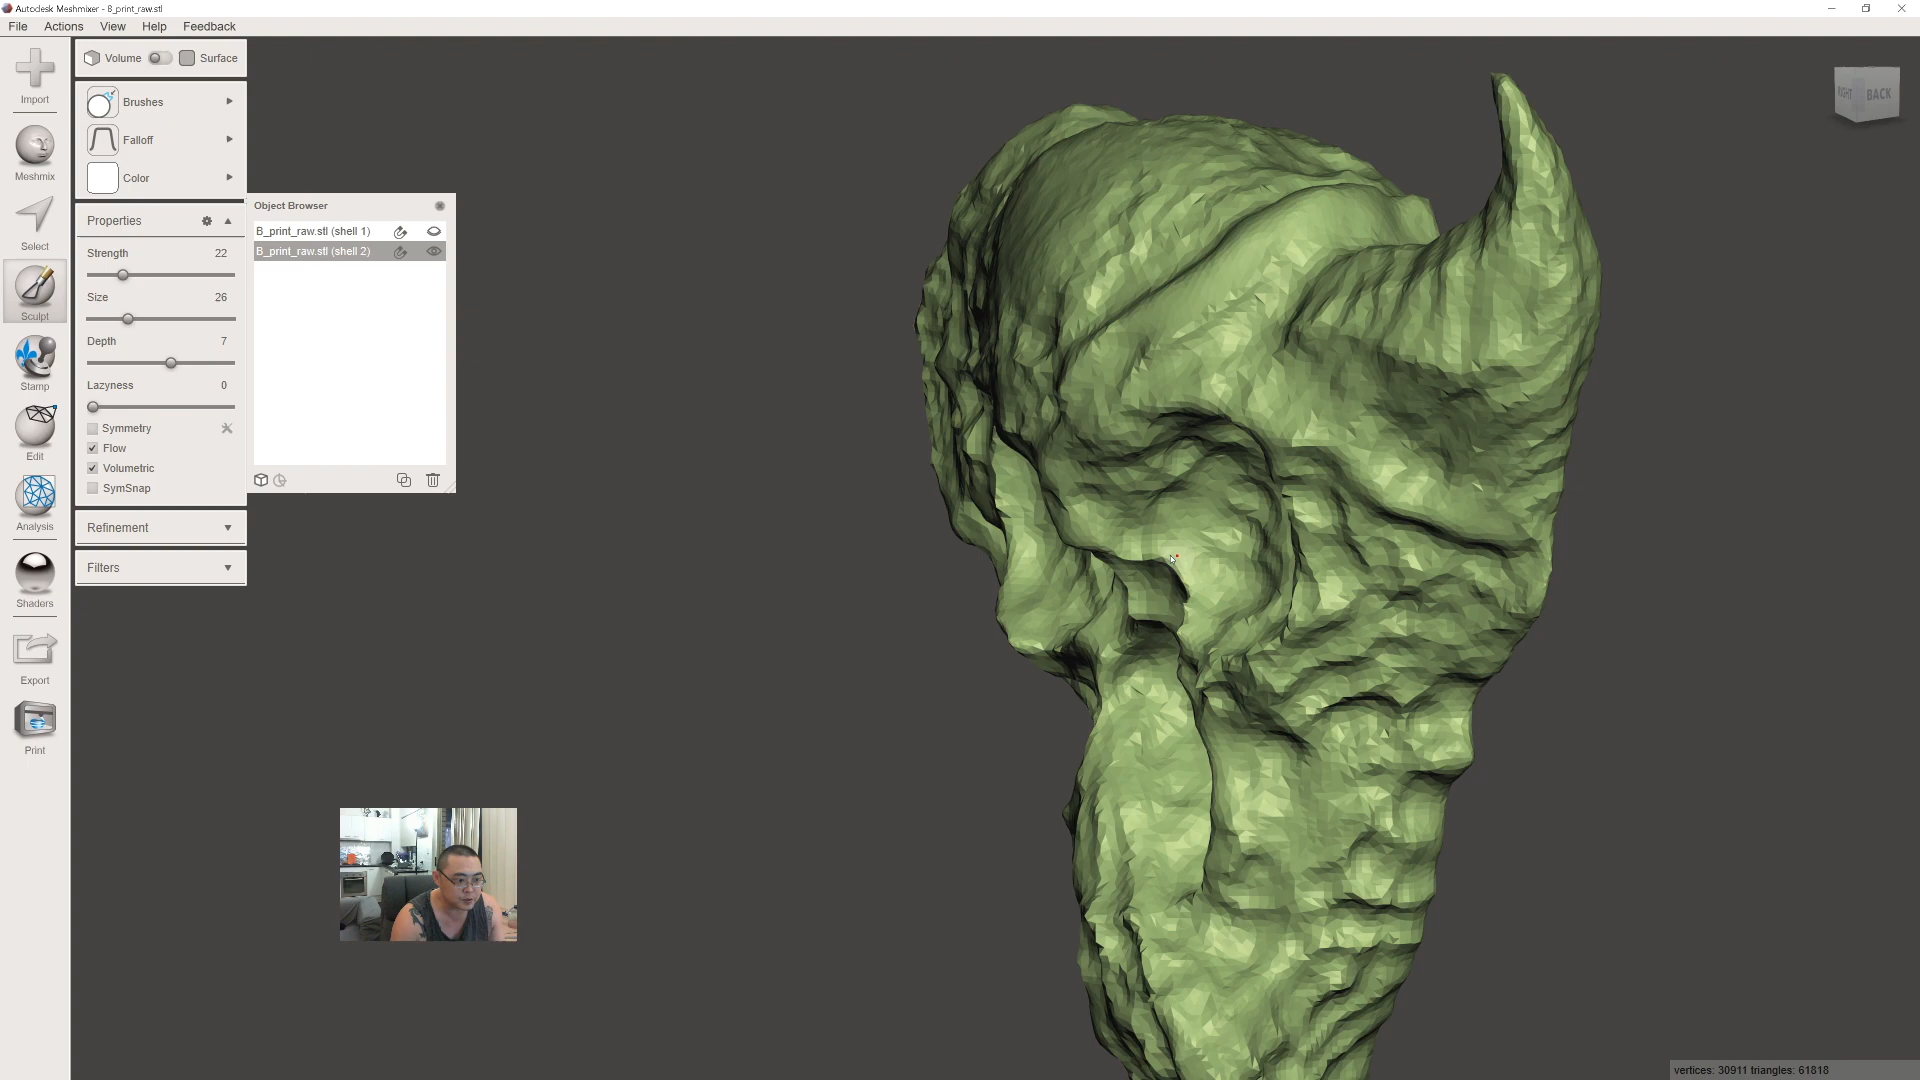 Autodesk Meshmixer - B_print_raw.stl
File Actions View Help Feedback
Import
Meshmix
Select
Sculpt
Stamp
Edit
Analysis
Shaders
Export
Print
Volume Surface
Brushes
Falloff
Color
Properties
Strength 22
Size 26
Depth 7
Lazyness 0
Symmetry
Flow
Volumetric
SymSnap
Refinement
Filters
Object Browser
B_print_raw.stl (shell 1)
B_print_raw.stl (shell 2)
RIGHT BACK
vertices: 30911 triangles: 61818